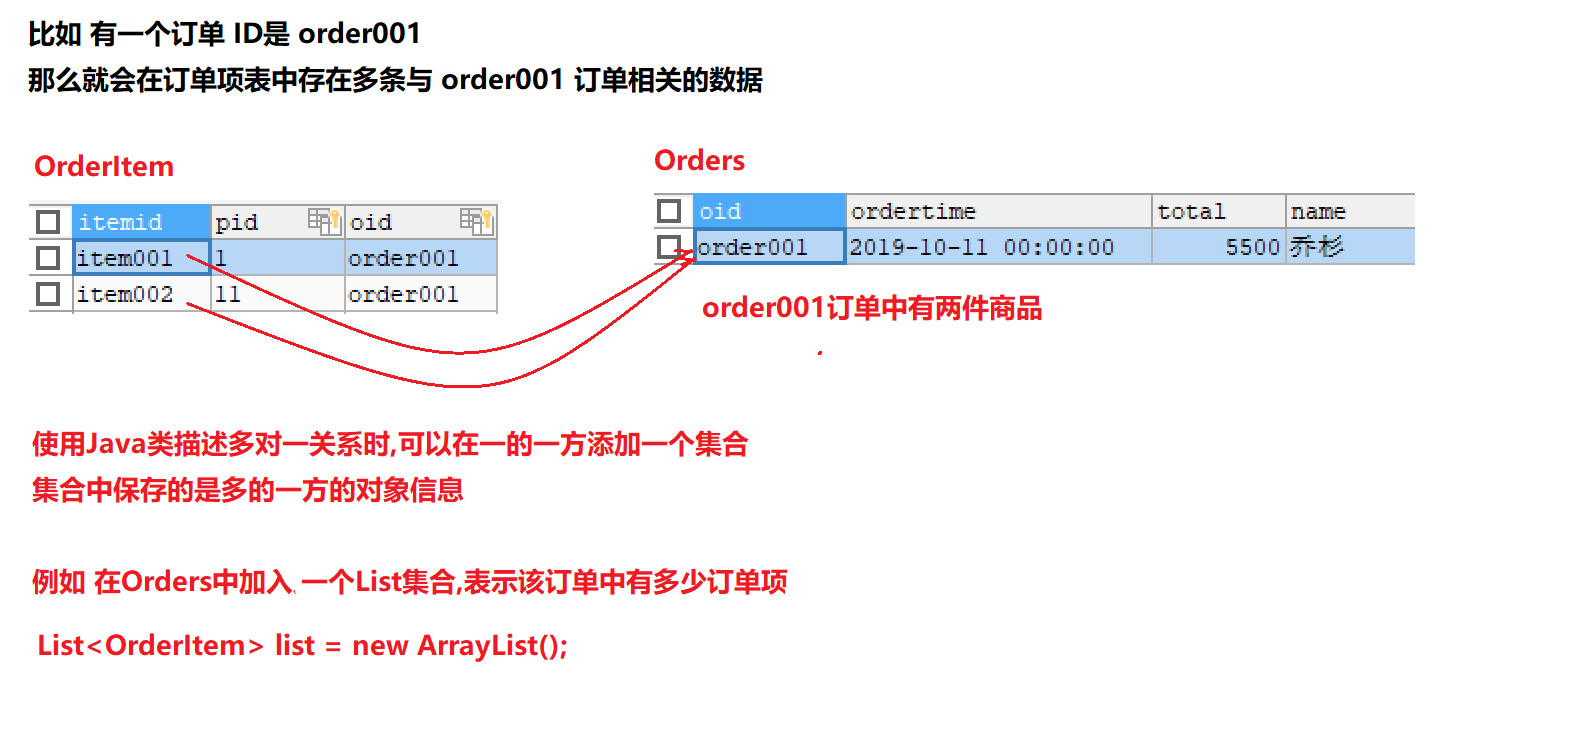 比如 有一个订单 ID是 order001
那么就会在订单项表中存在多条与 order001 订单相关的数据
OrderItem
itemid pid oid
item001 1 order001
item002 11 order001
Orders
oid ordertime total name
order001 2019-10-11 00:00:00 5500 乔杉
order001订单中有两件商品
使用Java类描述多对一关系时,可以在一的一方添加一个集合
集合中保存的是多的一方的对象信息
例如 在Orders中加入 一个List集合,表示该订单中有多少订单项
List<OrderItem> list = new ArrayList();